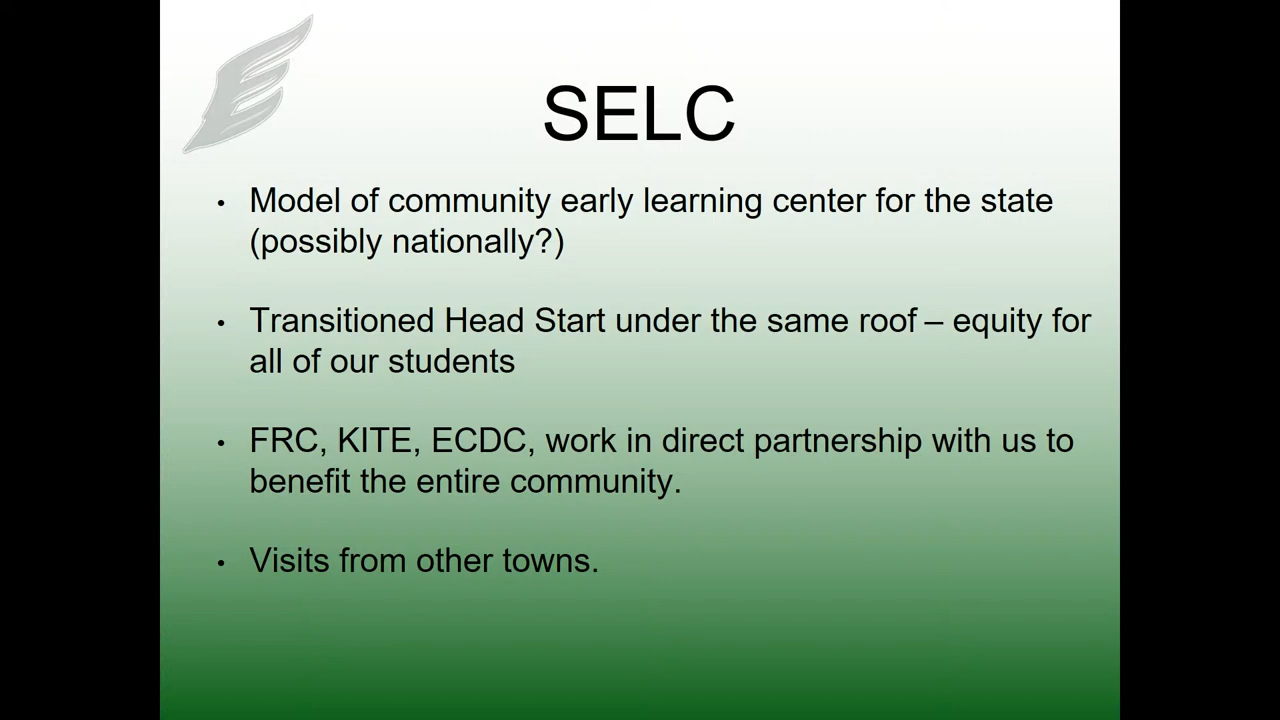 E
SELC
• Model of community early learning center for the state
(possibly nationally?)
• Transitioned Head Start under the same roof – equity for
all of our students
• FRC, KITE, ECDC, work in direct partnership with us to
benefit the entire community.
• Visits from other towns.